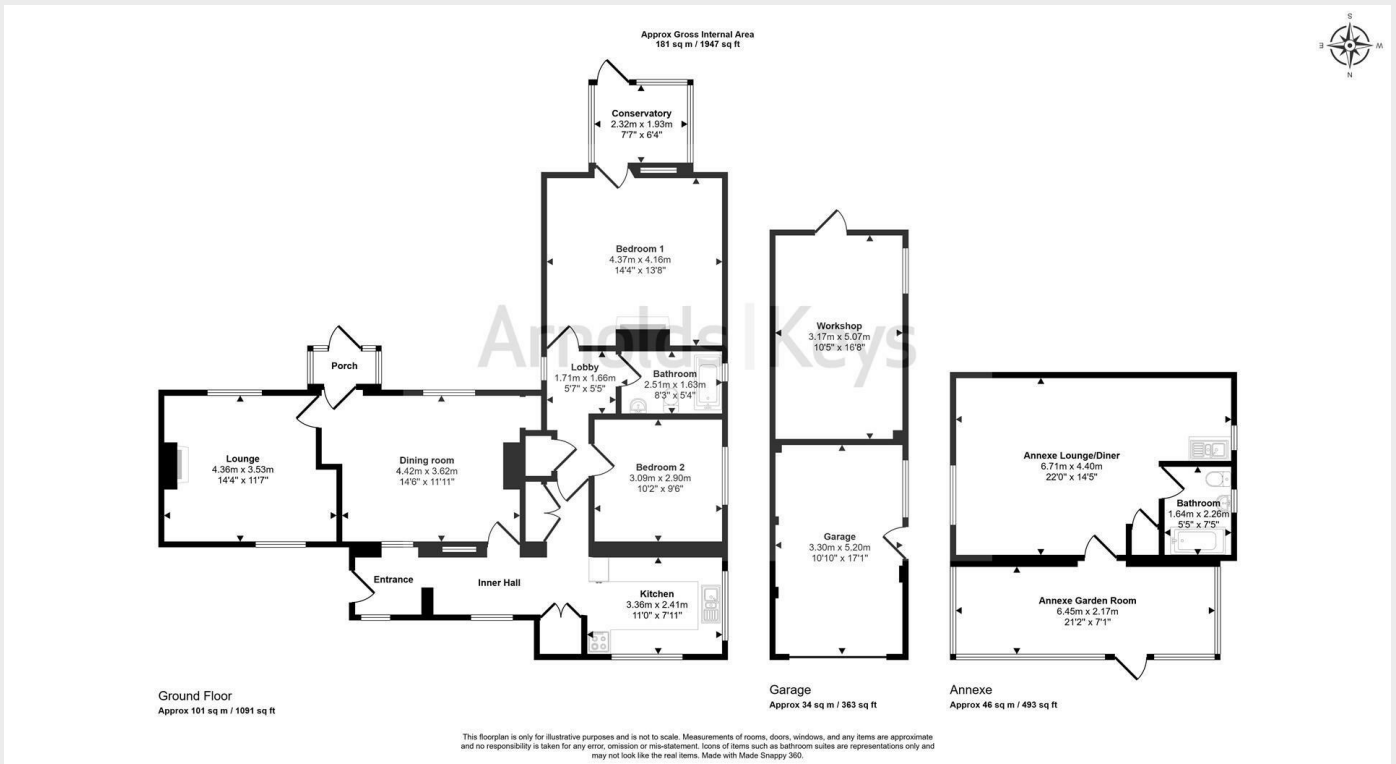 Approx Gross Internal Area
181 sq m / 1947 sq ft
S
E
W
N
Conservatory
2.32m x 1.93m
7'7" x 6'4"
Bedroom 1
4.37m x 4.16m
14'4" x 13'8"
Arnolds|Keys
Workshop
3.17m x 5.07m
10'5" x 16'8"
Porch
Lobby
1.71m x 1.66m
5'7" x 5'5"
Bathroom
2.51m x 1.63m
8'3" x 5'4"
Lounge
4.36m x 3.53m
14'4" x 11'7"
Dining room
4.42m x 3.62m
14'6" x 11'11"
Bedroom 2
3.09m x 2.90m
10'2" x 9'6"
Annexe Lounge/Diner
6.71m x 4.40m
22'0" x 14'5"
Bathroom
1.64m x 2.26m
5'5" x 7'5"
Garage
3.30m x 5.20m
10'10" x 17'1"
Entrance
Inner Hall
Kitchen
3.36m x 2.41m
11'0" x 7'11"
Annexe Garden Room
6.45m x 2.17m
21'2" x 7'1"
Ground Floor
Approx 101 sq m / 1091 sq ft
Garage
Approx 34 sq m / 363 sq ft
Annexe
Approx 46 sq m / 493 sq ft
This floorplan is only for illustrative purposes and is not to scale. Measurements of rooms, doors, windows, and any items are approximate
and no responsibility is taken for any error, omission or mis-statement. Icons of items such as bathroom suites are representations only and
may not look like the real items. Made with Made Snappy 360.